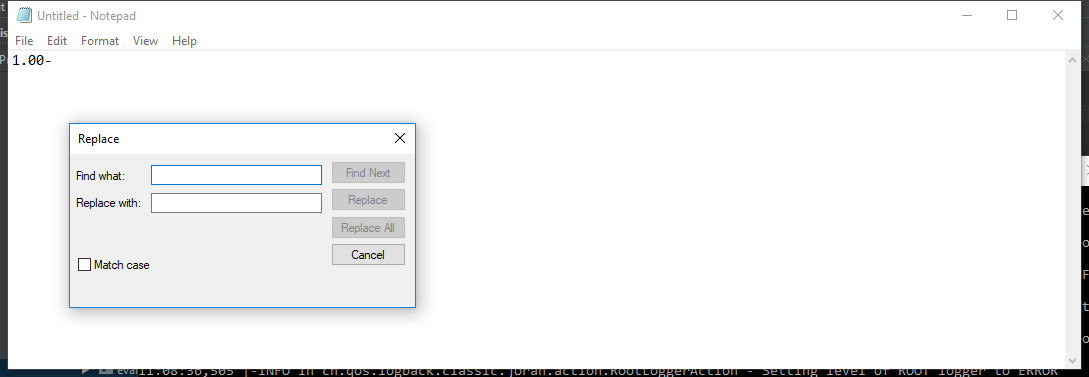 Untitled - Notepad
File Edit Format View Help
1.00-
Replace
Find what:
Find Next
Replace with:
Replace
Replace All
Cancel
Match case
11:08:36,505 |-INFO in ch.qos.logback.classic.joran.action.RootLoggerAction - Setting level of ROOT logger to ERROR